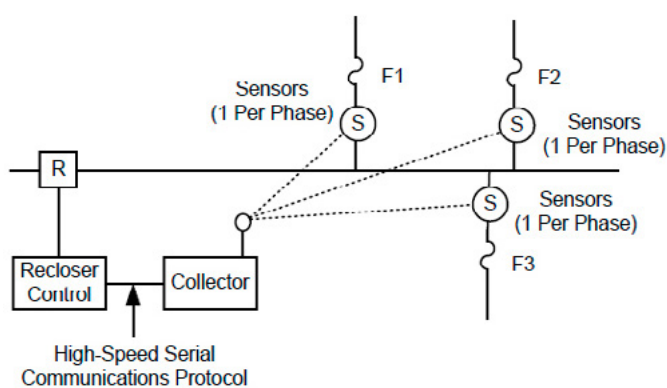 F1
Sensors
(1 Per Phase)
S
F2
S
Sensors
(1 Per Phase)
R
S
Sensors
(1 Per Phase)
F3
Recloser
Control
Collector
High-Speed Serial
Communications Protocol